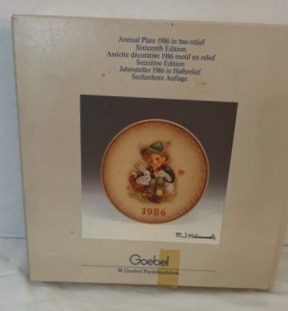 Annual Plate 1986 in bas-relief
Sixteenth Edition
Assiette décorative 1986 motif en relief
Seizième Edition
Jahresteller 1986 in Halbrelief
Sechzehnte Auflage
1986
M.J. Hümmel
Goebel
W. Goebel Porzellanfabrik